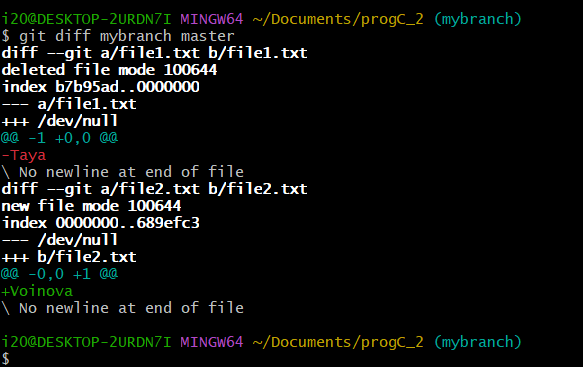 i20@DESKTOP-2URDN7I MINGW64 ~/Documents/progC_2 (mybranch)
$ git diff mybranch master
diff --git a/file1.txt b/file1.txt
deleted file mode 100644
index b7b95ad..0000000
--- a/file1.txt
+++ /dev/null
@@ -1 +0,0 @@
-Taya
\ No newline at end of file
diff --git a/file2.txt b/file2.txt
new file mode 100644
index 0000000..689efc3
--- /dev/null
+++ b/file2.txt
@@ -0,0 +1 @@
+Voinova
\ No newline at end of file
i20@DESKTOP-2URDN7I MINGW64 ~/Documents/progC_2 (mybranch)
$